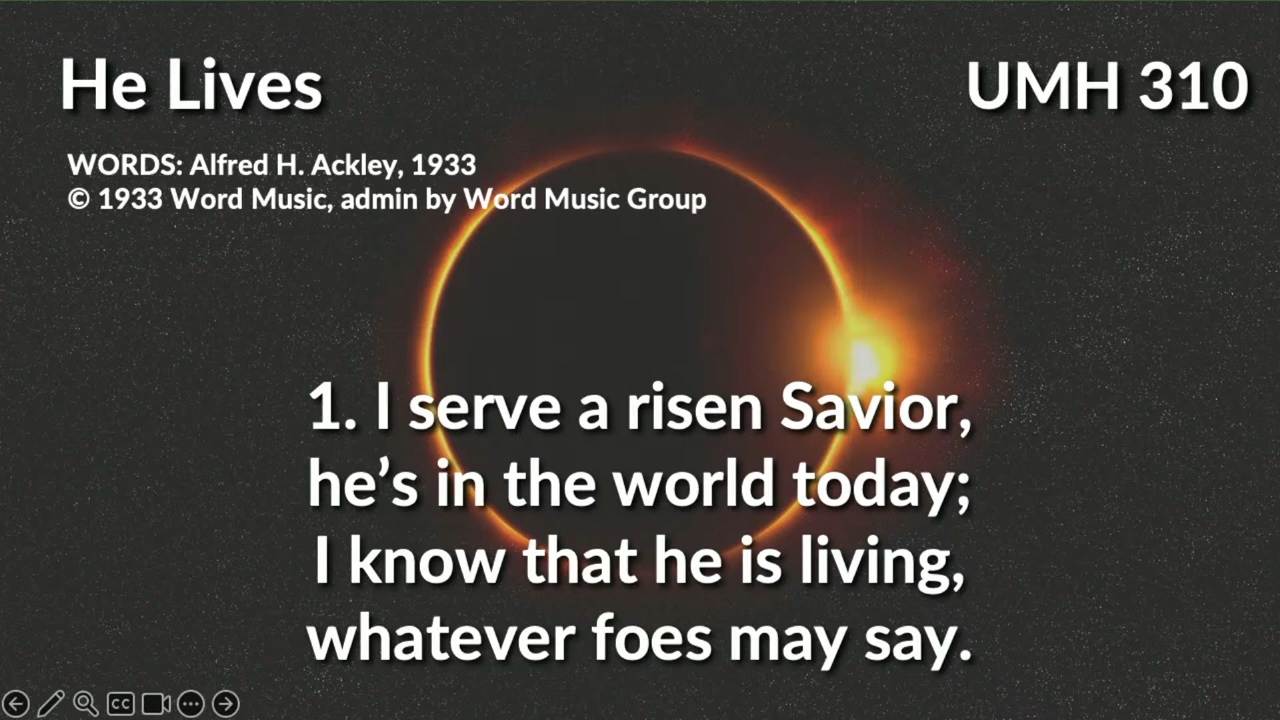 He Lives
UMH 310
WORDS: Alfred H. Ackley, 1933
© 1933 Word Music, admin by Word Music Group
1. I serve a risen Savior,
he’s in the world today;
I know that he is living,
whatever foes may say.
CC